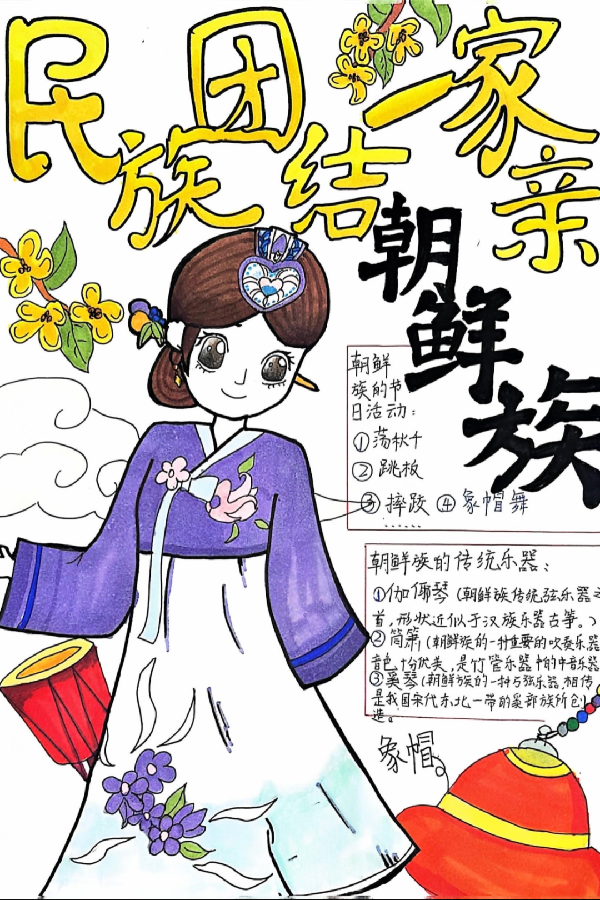 民族团结一家亲
朝鲜族
朝鲜
族的节
日活动：
①荡秋千
②跳板
③摔跤 ④象帽舞
……
朝鲜族的传统乐器：
①伽倻琴（朝鲜族传统弦乐器之
首，形状近似于汉族乐器古筝。）
②筒箫（朝鲜族的一种重要的吹奏乐器
音色十分优美，是竹管乐器中的中音乐器
③奚琴（朝鲜族的一种弓弦乐器，相传，
是我国宋代东北一带的奚部族所创
造。
象帽。